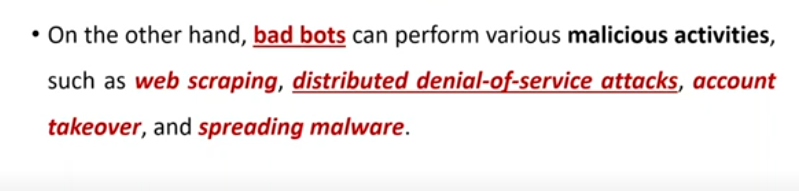 • On the other hand, bad bots can perform various malicious activities,
such as web scraping, distributed denial-of-service attacks, account
takeover, and spreading malware.